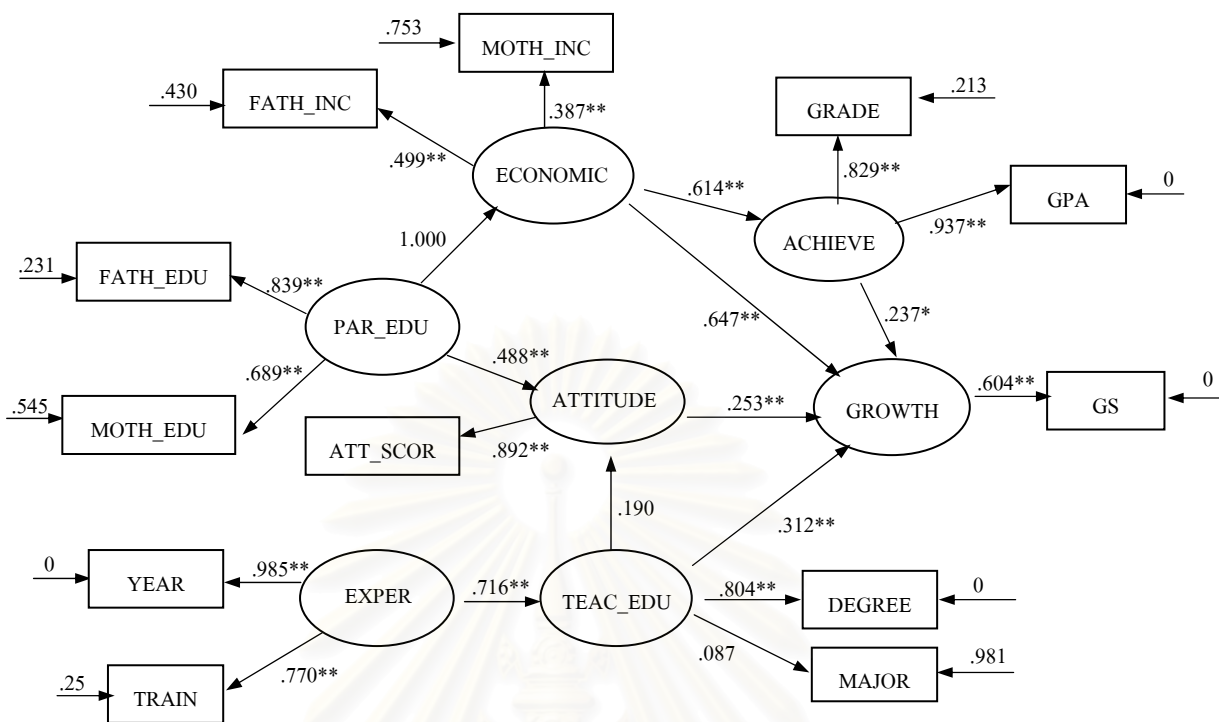 .753
MOTH_INC
.430
FATH_INC
.387**
.499**
ECONOMIC
GRADE
.213
.829**
.614**
GPA
0
.937**
ACHIEVE
1.000
.231
FATH_EDU
.839**
PAR_EDU
.647**
.237*
.689**
.488**
.545
MOTH_EDU
ATTITUDE
.253**
GROWTH
.604**
GS
0
ATT_SCOR
.892**
.190
.312**
0
YEAR
.985**
EXPER
.716**
TEAC_EDU
.804**
DEGREE
0
.087
MAJOR
.981
.25
TRAIN
.770**